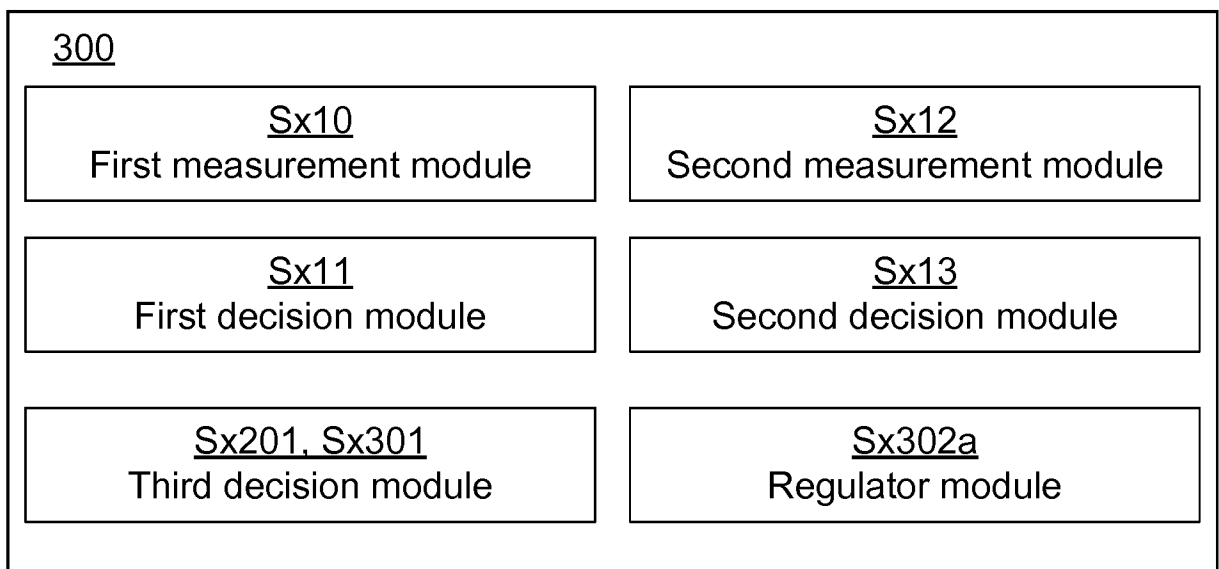 300
Sx10
First measurement module
Sx12
Second measurement module
Sx11
First decision module
Sx13
Second decision module
Sx201, Sx301
Third decision module
Sx302a
Regulator module